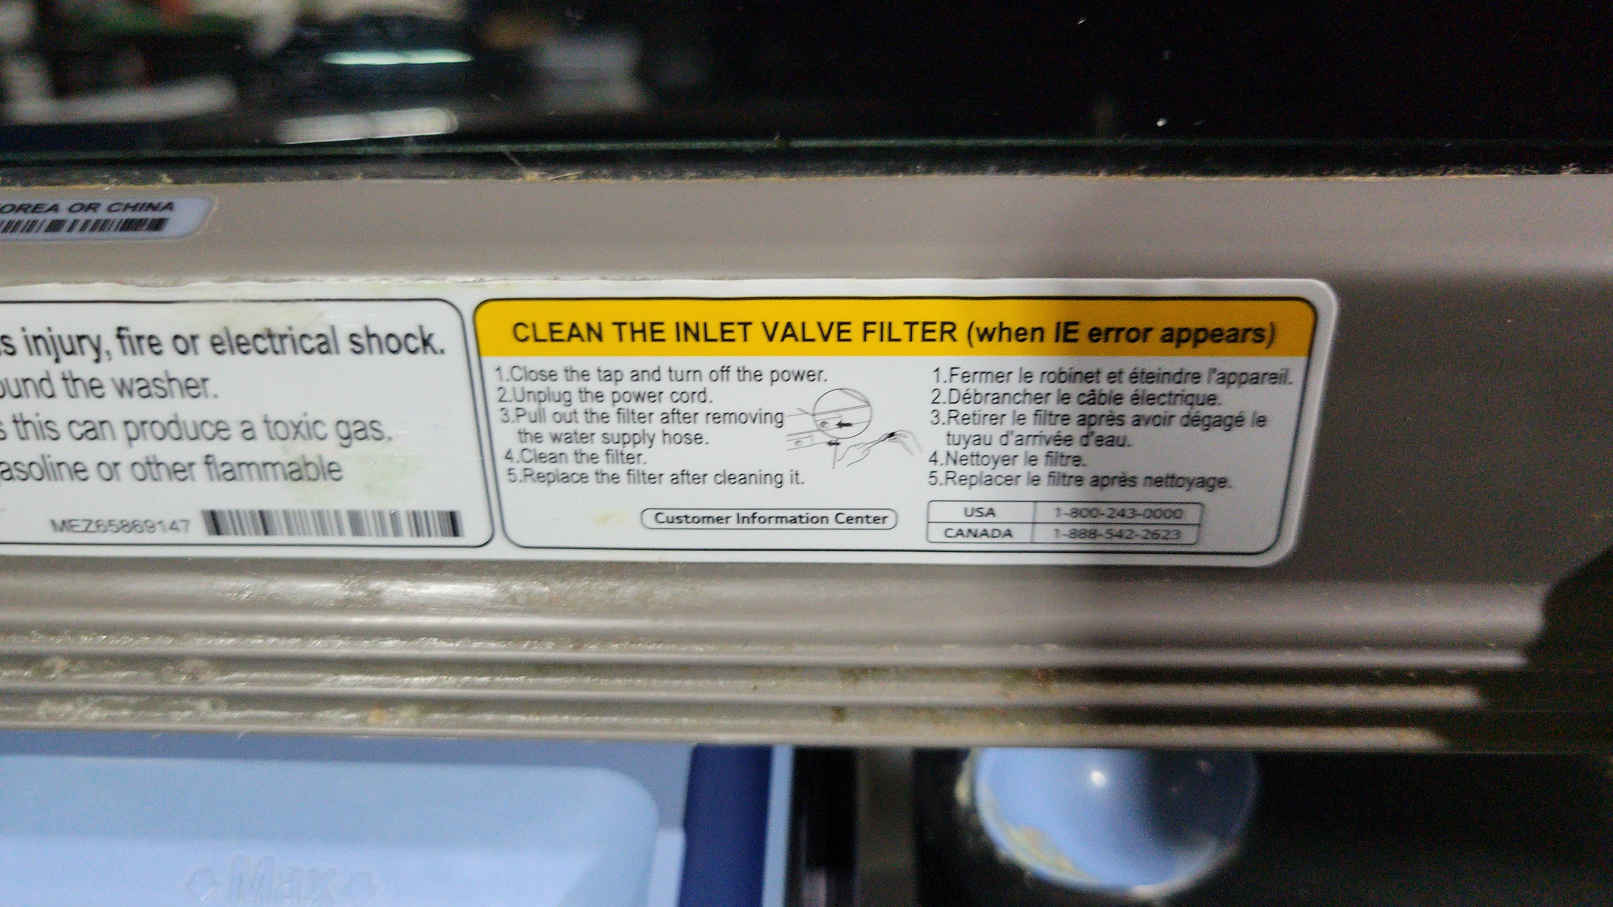 OREA OR CHINA
s injury, fire or electrical shock.
ound the washer.
s this can produce a toxic gas.
asoline or other flammable
MEZ65869147
CLEAN THE INLET VALVE FILTER (when IE error appears)
1.Close the tap and turn off the power.
2.Unplug the power cord.
3.Pull out the filter after removing
the water supply hose.
4.Clean the filter.
5.Replace the filter after cleaning it.
1.Fermer le robinet et éteindre l'appareil.
2.Débrancher le câble électrique.
3.Retirer le filtre après avoir dégagé le
tuyau d'arrivée d'eau.
4.Nettoyer le filtre.
5.Replacer le filtre après nettoyage.
Customer Information Center
USA 1-800-243-0000
CANADA 1-888-542-2623
Max